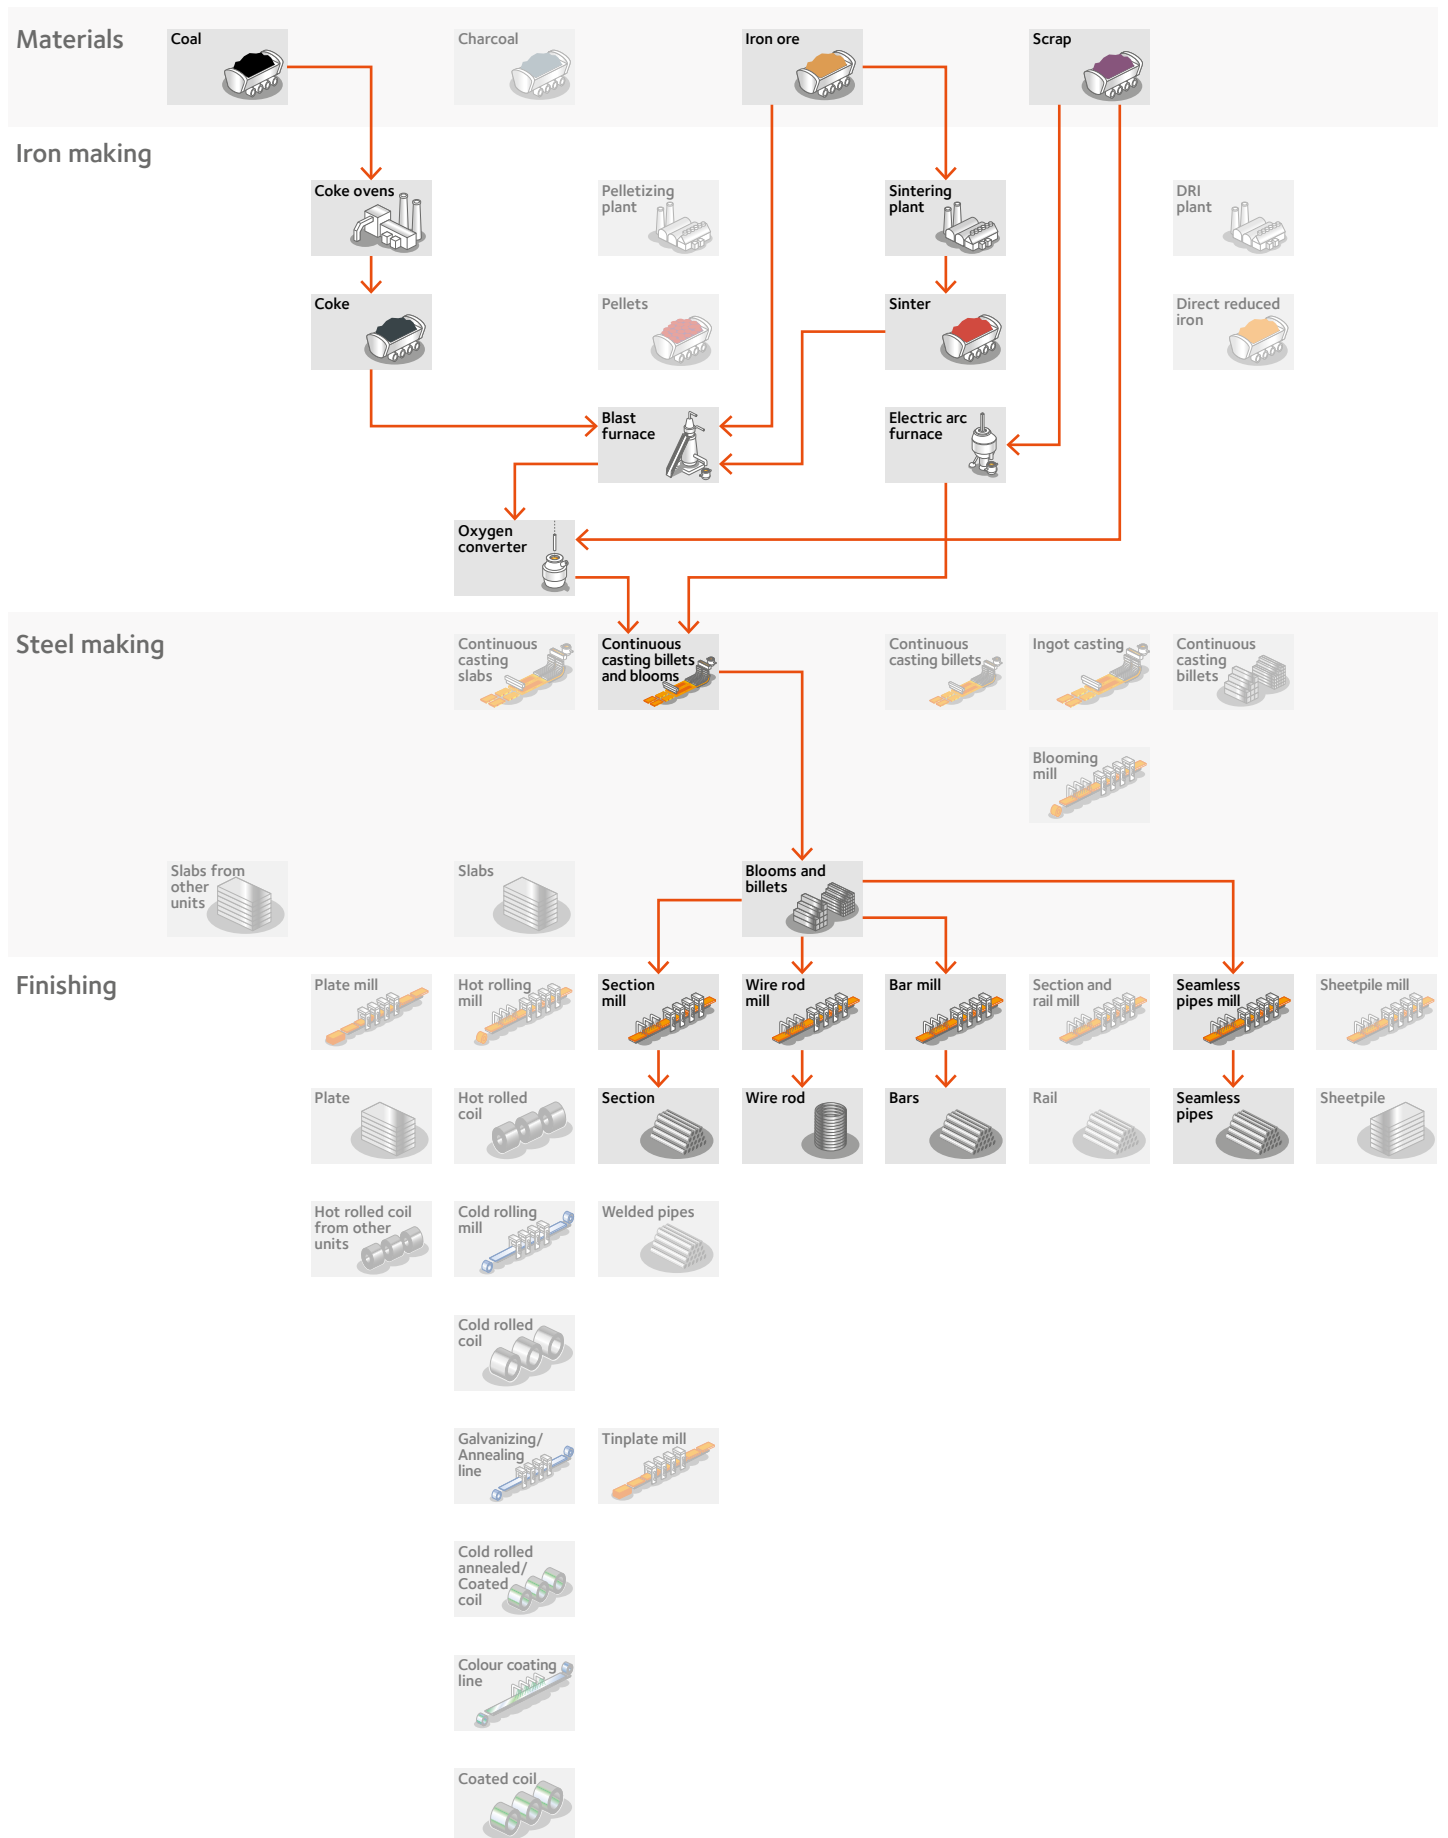 Materials
Coal
Charcoal
Iron ore
Scrap
Iron making
Coke ovens
Pelletizing
plant
Sintering
plant
DRI
plant
Coke
Pellets
Sinter
Direct reduced
iron
Blast
furnace
Electric arc
furnace
Oxygen
converter
Steel making
Continuous
casting
slabs
Continuous
casting billets
and blooms
Continuous
casting billets
Ingot casting
Continuous
casting
billets
Blooming
mill
Slabs from
other
units
Slabs
Blooms and
billets
Finishing
Plate mill
Hot rolling
mill
Section
mill
Wire rod
mill
Bar mill
Section and
rail mill
Seamless
pipes mill
Sheetpile mill
Plate
Hot rolled
coil
Section
Wire rod
Bars
Rail
Seamless
pipes
Sheetpile
Hot rolled coil
from other
units
Cold rolling
mill
Welded pipes
Cold rolled
coil
Galvanizing/
Annealing
line
Tinplate mill
Cold rolled
annealed/
Coated
coil
Colour coating
line
Coated coil